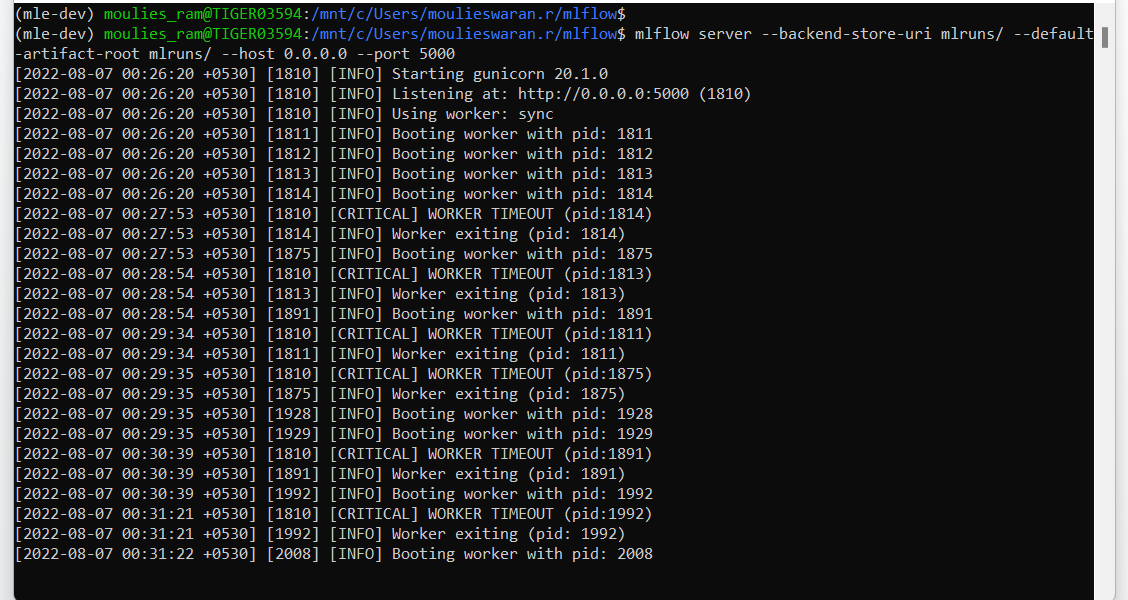 (mle-dev) moulies_ram@TIGER03594:/mnt/c/Users/moulieswaran.r/mlflow$
(mle-dev) moulies_ram@TIGER03594:/mnt/c/Users/moulieswaran.r/mlflow$ mlflow server --backend-store-uri mlruns/ --default
-artifact-root mlruns/ --host 0.0.0.0 --port 5000
[2022-08-07 00:26:20 +0530] [1810] [INFO] Starting gunicorn 20.1.0
[2022-08-07 00:26:20 +0530] [1810] [INFO] Listening at: http://0.0.0.0:5000 (1810)
[2022-08-07 00:26:20 +0530] [1810] [INFO] Using worker: sync
[2022-08-07 00:26:20 +0530] [1811] [INFO] Booting worker with pid: 1811
[2022-08-07 00:26:20 +0530] [1812] [INFO] Booting worker with pid: 1812
[2022-08-07 00:26:20 +0530] [1813] [INFO] Booting worker with pid: 1813
[2022-08-07 00:26:20 +0530] [1814] [INFO] Booting worker with pid: 1814
[2022-08-07 00:27:53 +0530] [1810] [CRITICAL] WORKER TIMEOUT (pid:1814)
[2022-08-07 00:27:53 +0530] [1814] [INFO] Worker exiting (pid: 1814)
[2022-08-07 00:27:53 +0530] [1875] [INFO] Booting worker with pid: 1875
[2022-08-07 00:28:54 +0530] [1810] [CRITICAL] WORKER TIMEOUT (pid:1813)
[2022-08-07 00:28:54 +0530] [1813] [INFO] Worker exiting (pid: 1813)
[2022-08-07 00:28:54 +0530] [1891] [INFO] Booting worker with pid: 1891
[2022-08-07 00:29:34 +0530] [1810] [CRITICAL] WORKER TIMEOUT (pid:1811)
[2022-08-07 00:29:34 +0530] [1811] [INFO] Worker exiting (pid: 1811)
[2022-08-07 00:29:35 +0530] [1810] [CRITICAL] WORKER TIMEOUT (pid:1875)
[2022-08-07 00:29:35 +0530] [1875] [INFO] Worker exiting (pid: 1875)
[2022-08-07 00:29:35 +0530] [1928] [INFO] Booting worker with pid: 1928
[2022-08-07 00:29:35 +0530] [1929] [INFO] Booting worker with pid: 1929
[2022-08-07 00:30:39 +0530] [1810] [CRITICAL] WORKER TIMEOUT (pid:1891)
[2022-08-07 00:30:39 +0530] [1891] [INFO] Worker exiting (pid: 1891)
[2022-08-07 00:30:39 +0530] [1992] [INFO] Booting worker with pid: 1992
[2022-08-07 00:31:21 +0530] [1810] [CRITICAL] WORKER TIMEOUT (pid:1992)
[2022-08-07 00:31:21 +0530] [1992] [INFO] Worker exiting (pid: 1992)
[2022-08-07 00:31:22 +0530] [2008] [INFO] Booting worker with pid: 2008